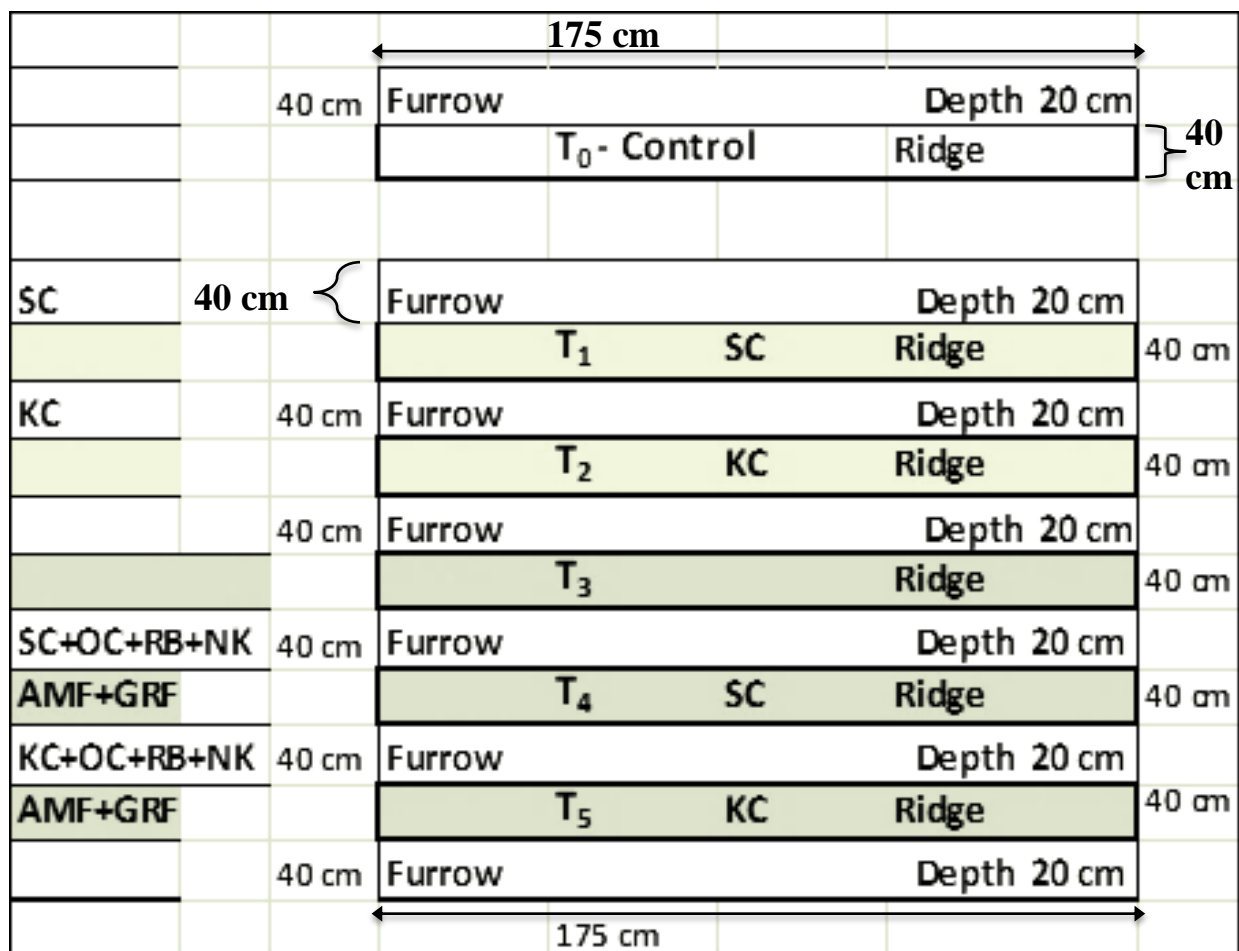 175 cm
40 cm Furrow Depth 20 cm
T₀ - Control Ridge 40 cm
SC 40 cm Furrow Depth 20 cm
T₁ SC Ridge 40 cm
KC 40 cm Furrow Depth 20 cm
T₂ KC Ridge 40 cm
40 cm Furrow Depth 20 cm
T₃ Ridge 40 cm
SC+OC+RB+NK 40 cm Furrow Depth 20 cm
AMF+GRF T₄ SC Ridge 40 cm
KC+OC+RB+NK 40 cm Furrow Depth 20 cm
AMF+GRF T₅ KC Ridge 40 cm
40 cm Furrow Depth 20 cm
175 cm